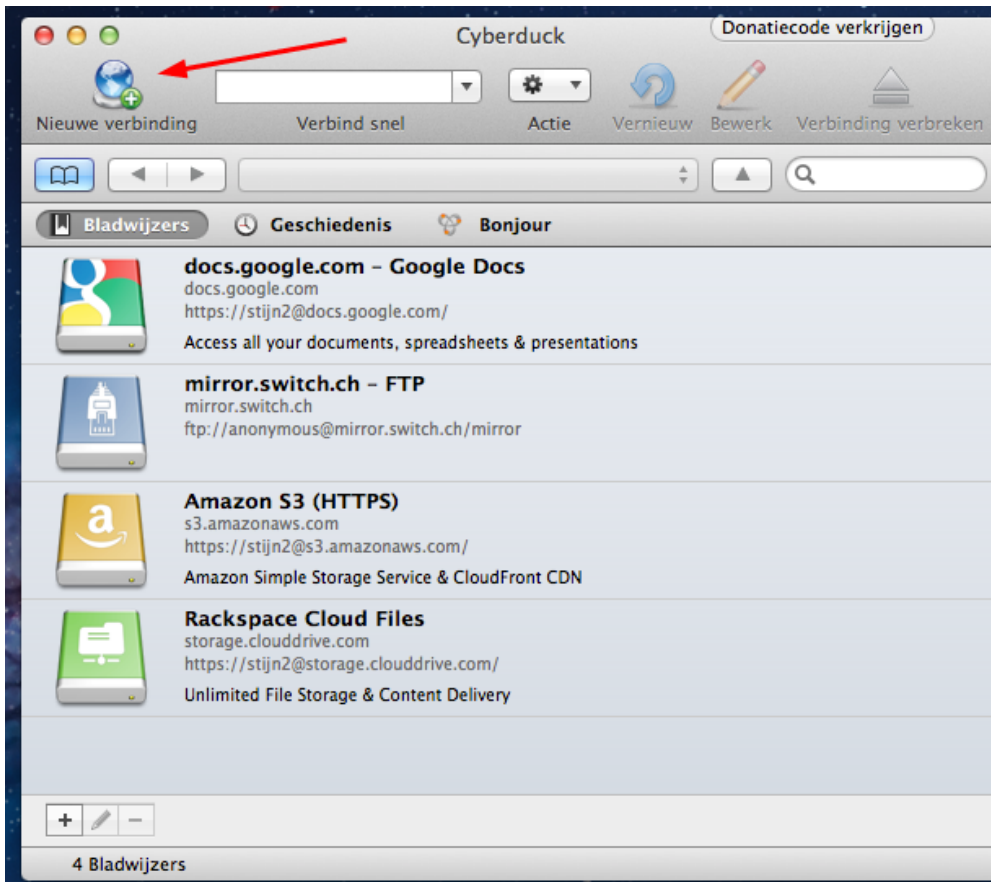 Cyberduck
Donatiecode verkrijgen
Nieuwe verbinding
Verbind snel
Actie
Vernieuw
Bewerk
Verbinding verbreken
Bladwijzers
Geschiedenis
Bonjour
docs.google.com – Google Docs
docs.google.com
https://stijn2@docs.google.com/
Access all your documents, spreadsheets & presentations
mirror.switch.ch – FTP
mirror.switch.ch
ftp://anonymous@mirror.switch.ch/mirror
Amazon S3 (HTTPS)
s3.amazonaws.com
https://stijn2@s3.amazonaws.com/
Amazon Simple Storage Service & CloudFront CDN
Rackspace Cloud Files
storage.clouddrive.com
https://stijn2@storage.clouddrive.com/
Unlimited File Storage & Content Delivery
4 Bladwijzers